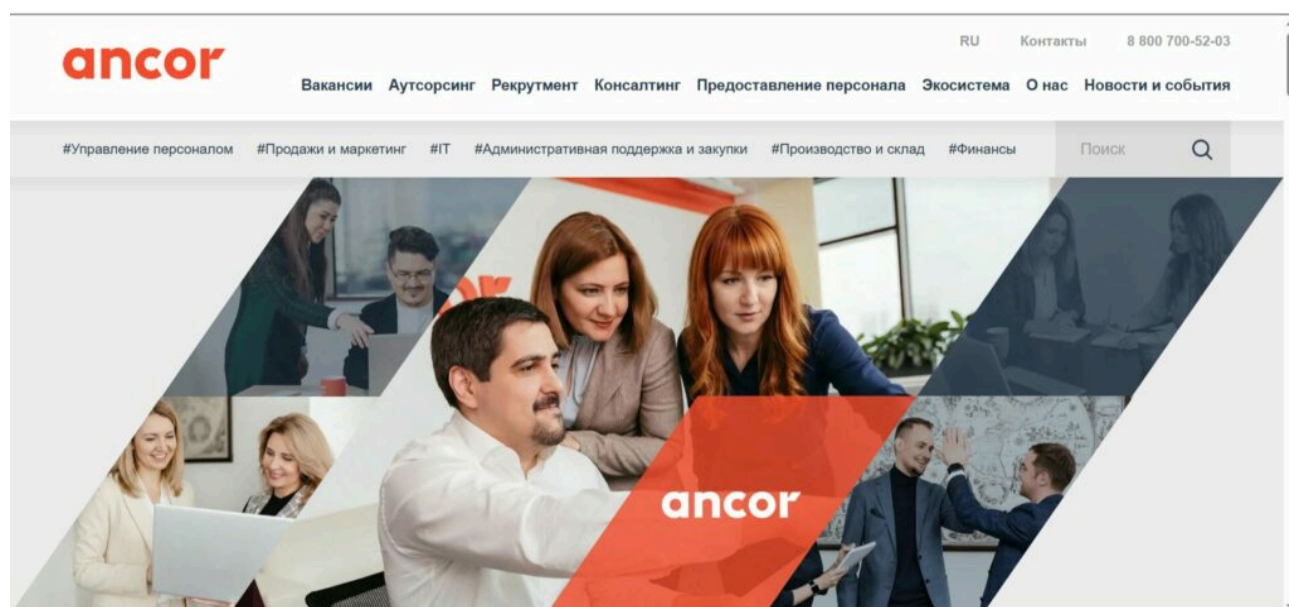 ancor
RU Контакты 8 800 700-52-03
Вакансии Аутсорсинг Рекрутмент Консалтинг Предоставление персонала Экосистема О нас Новости и события
#Управление персоналом #Продажи и маркетинг #IT #Административная поддержка и закупки #Производство и склад #Финансы Поиск
cor
ancor